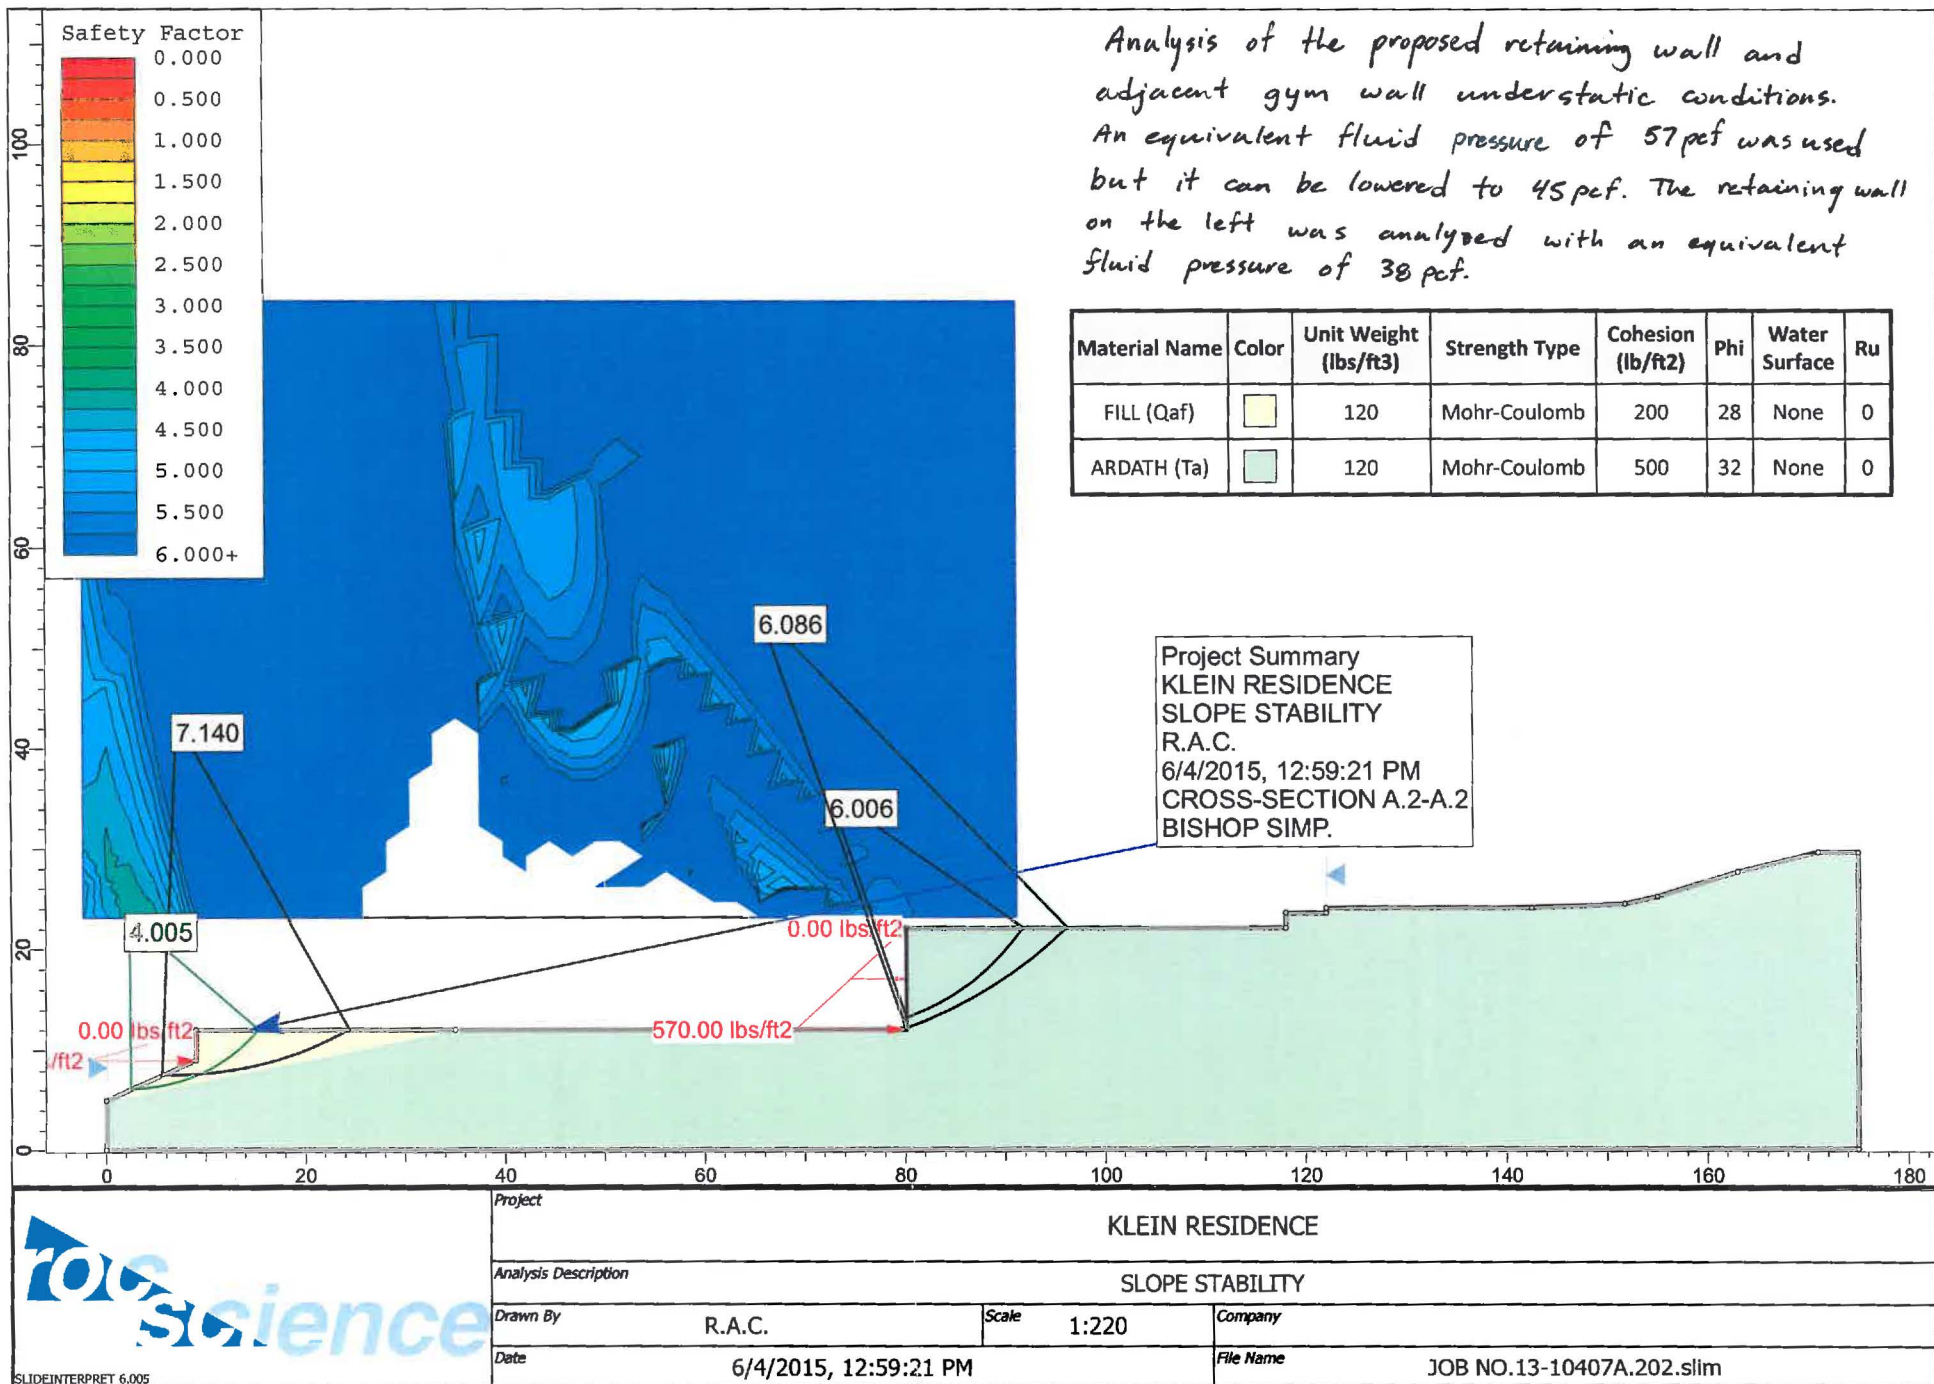 Safety Factor
0.000
0.500
1.000
1.500
2.000
2.500
3.000
3.500
4.000
4.500
5.000
5.500
6.000+
Analysis of the proposed retaining wall and
adjacent gym wall under static conditions.
An equivalent fluid pressure of 57 pcf was used
but it can be lowered to 45 pcf. The retaining wall
on the left was analyzed with an equivalent
fluid pressure of 38 pcf.
Material Name Color Unit Weight (lbs/ft3) Strength Type Cohesion (lb/ft2) Phi Water Surface Ru
FILL (Qaf) 120 Mohr-Coulomb 200 28 None 0
ARDATH (Ta) 120 Mohr-Coulomb 500 32 None 0
6.086
7.140
6.006
4.005
Project Summary
KLEIN RESIDENCE
SLOPE STABILITY
R.A.C.
6/4/2015, 12:59:21 PM
CROSS-SECTION A.2-A.2
BISHOP SIMP.
0.00 lbs/ft2
570.00 lbs/ft2
0.00 lbs/ft2
s/ft2
100
80
60
40
20
0
0 20 40 60 80 100 120 140 160 180
Project
KLEIN RESIDENCE
Analysis Description
SLOPE STABILITY
Drawn By R.A.C. Scale 1:220 Company
Date 6/4/2015, 12:59:21 PM File Name JOB NO.13-10407A.202.slim
rocscience
SLIDEINTERPRET 6.005